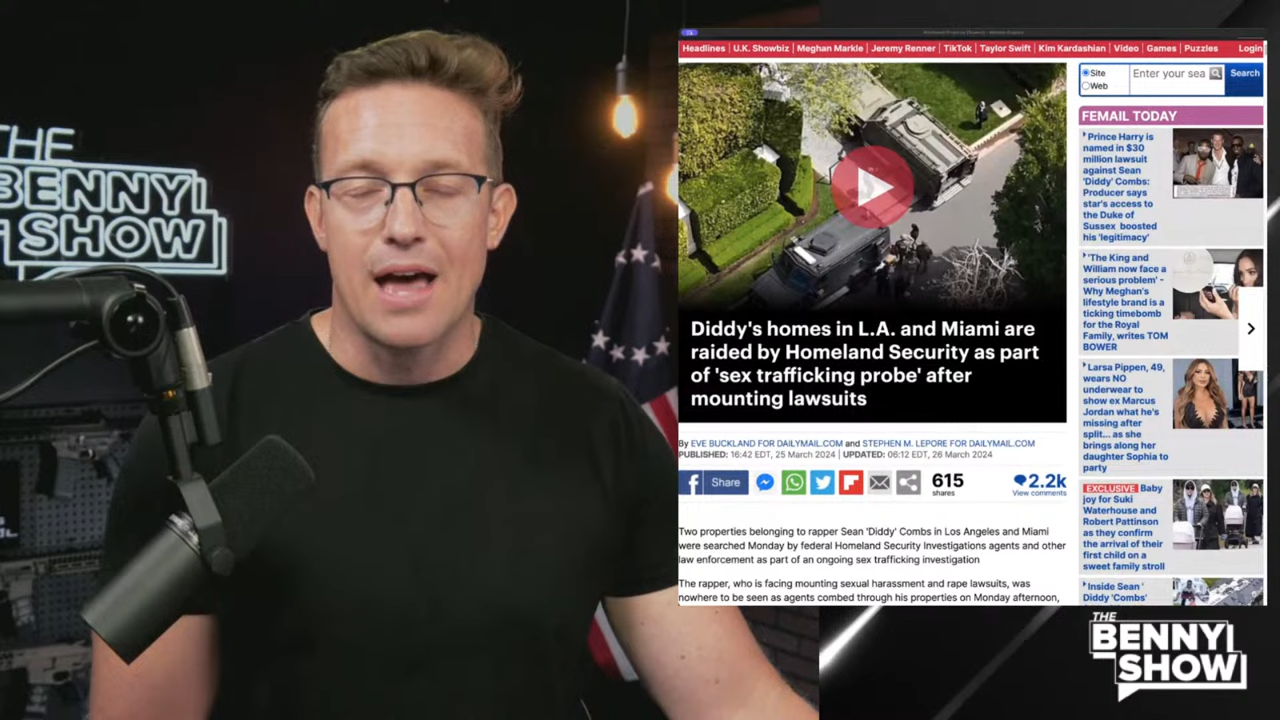 THE
BENNY
SHOW
Headlines | U.K. Showbiz | Meghan Markle | Jeremy Renner | TikTok | Taylor Swift | Kim Kardashian | Video | Games | Puzzles
Login
Site
Web
Enter your sea
Search
Diddy's homes in L.A. and Miami are
raided by Homeland Security as part
of 'sex trafficking probe' after
mounting lawsuits
By EVE BUCKLAND FOR DAILYMAIL.COM and STEPHEN M. LEPORE FOR DAILYMAIL.COM
PUBLISHED: 16:42 EDT, 25 March 2024 | UPDATED: 06:12 EDT, 26 March 2024
Share
615
shares
2.2k
View comments
Two properties belonging to rapper Sean 'Diddy' Combs in Los Angeles and Miami
were searched Monday by federal Homeland Security Investigations agents and other
law enforcement as part of an ongoing sex trafficking investigation
The rapper, who is facing mounting sexual harassment and rape lawsuits, was
nowhere to be seen as agents combed through his properties on Monday afternoon,
FEMAIL TODAY
Prince Harry is
named in $30
million lawsuit
against Sean
'Diddy' Combs:
Producer says
star's access to
the Duke of
Sussex boosted
his 'legitimacy'
'The King and
William now face a
serious problem' -
Why Meghan's
lifestyle brand is a
ticking timebomb
for the Royal
Family, writes TOM
BOWER
Larsa Pippen, 49,
wears NO
underwear to
show ex Marcus
Jordan what he's
missing after
split... as she
brings along her
daughter Sophia to
party
EXCLUSIVE Baby
joy for Suki
Waterhouse and
Robert Pattinson
as they confirm
the arrival of their
first child on a
sweet family stroll
Inside Sean '
Diddy 'Combs'
THE
BENNY
SHOW